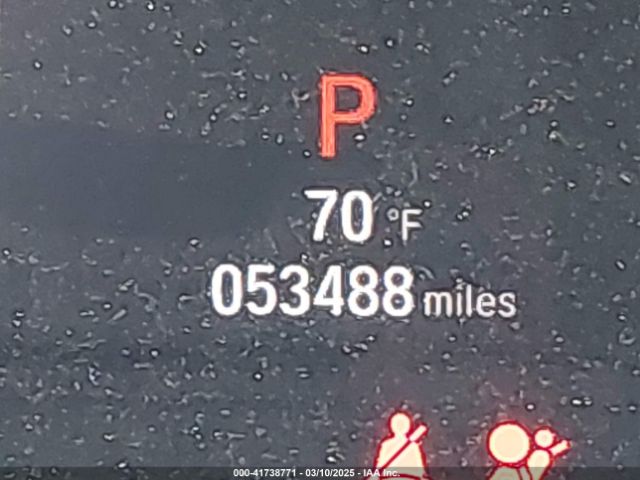 P
70 °F
053488 miles
000-41738771 - 03/10/2025 - IAA Inc.